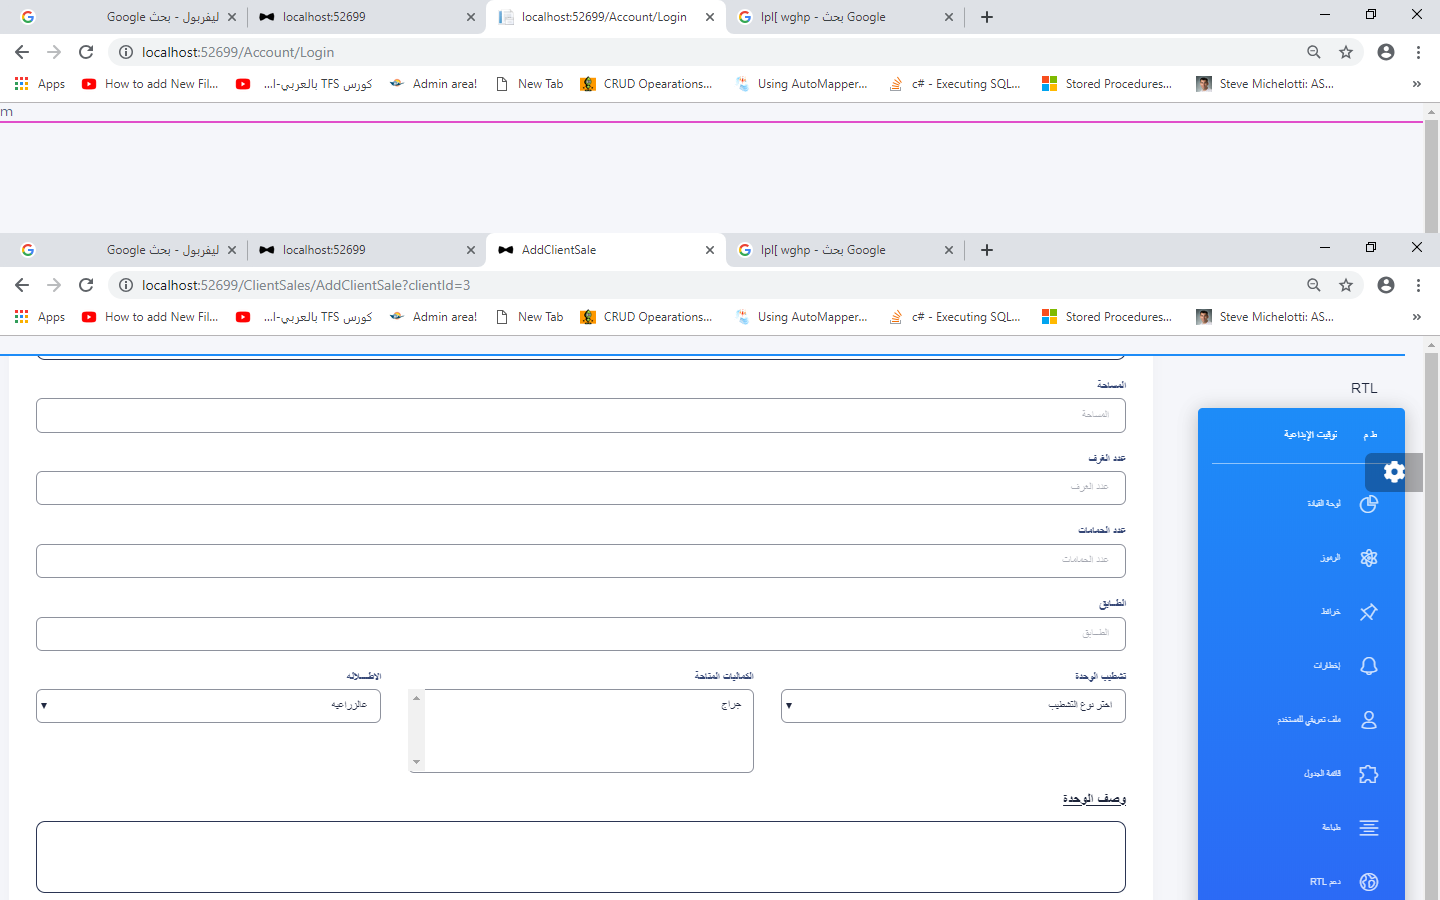 ليفربول - بحث Google
localhost:52699
localhost:52699/Account/Login
lpl[ wghp - بحث Google
localhost:52699/Account/Login
Apps
How to add New Fil...
كورس TFS بالعربي-ا...
Admin area!
New Tab
CRUD Opearations...
Using AutoMapper...
c# - Executing SQL...
Stored Procedures...
Steve Michelotti: AS...
»
m
ليفربول - بحث Google
localhost:52699
AddClientSale
lpl[ wghp - بحث Google
localhost:52699/ClientSales/AddClientSale?clientId=3
Apps
How to add New Fil...
كورس TFS بالعربي-ا...
Admin area!
New Tab
CRUD Opearations...
Using AutoMapper...
c# - Executing SQL...
Stored Procedures...
Steve Michelotti: AS...
»
RTL
ط م
توقيت الإبداعية
لوحة القيادة
الرموز
خرائط
إخطارات
ملف تعريفي للمستخدم
قائمة الجدول
طباعة
دعم RTL
المساحة
المساحة
عدد الغرف
عدد الغرف
عدد الحمامات
عدد الحمامات
الطابق
الطابق
تشطيب الوحدة
الكماليات المتاحة
الاطلاله
اختر نوع التشطيب
جراج
عالزراعيه
وصف الوحدة